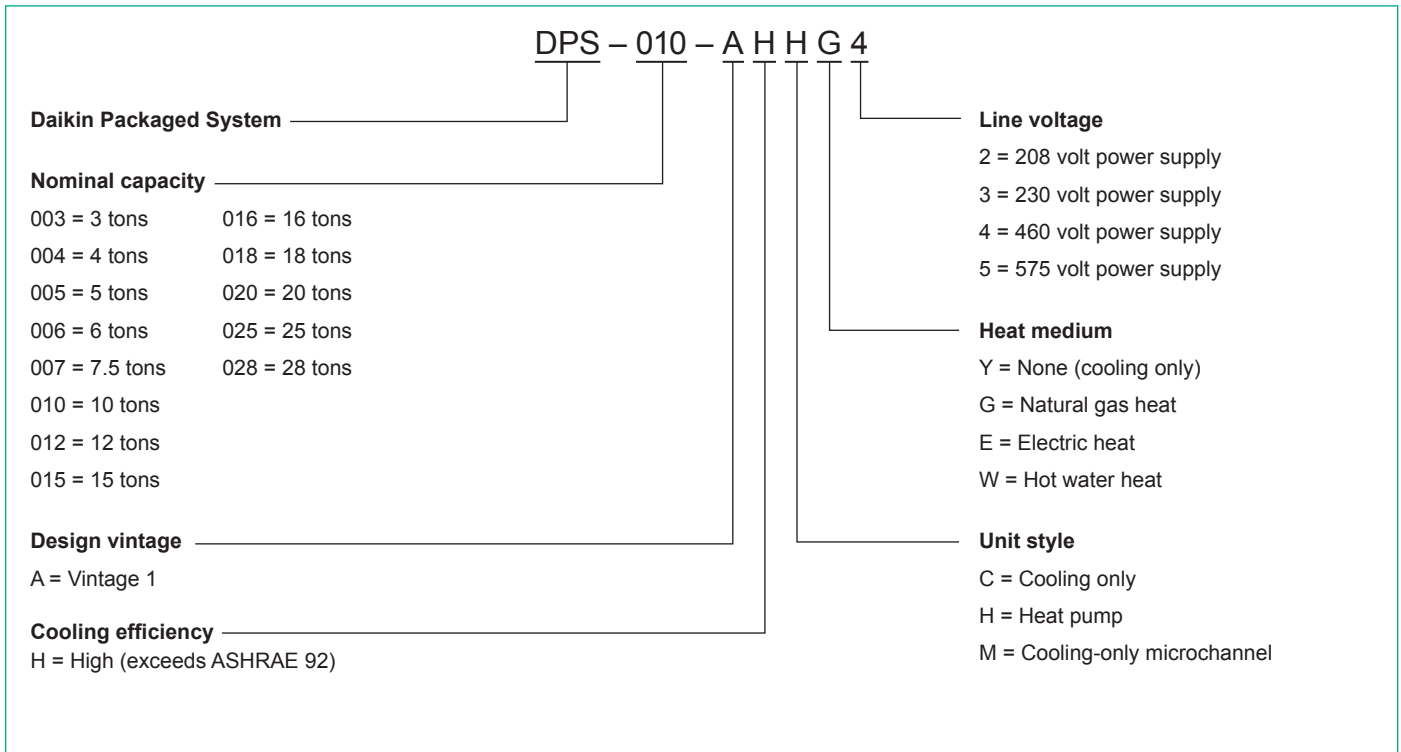 DPS – 010 – A H H G 4
Daikin Packaged System
Nominal capacity
003 = 3 tons 016 = 16 tons
004 = 4 tons 018 = 18 tons
005 = 5 tons 020 = 20 tons
006 = 6 tons 025 = 25 tons
007 = 7.5 tons 028 = 28 tons
010 = 10 tons
012 = 12 tons
015 = 15 tons
Design vintage
A = Vintage 1
Cooling efficiency
H = High (exceeds ASHRAE 92)
Line voltage
2 = 208 volt power supply
3 = 230 volt power supply
4 = 460 volt power supply
5 = 575 volt power supply
Heat medium
Y = None (cooling only)
G = Natural gas heat
E = Electric heat
W = Hot water heat
Unit style
C = Cooling only
H = Heat pump
M = Cooling-only microchannel